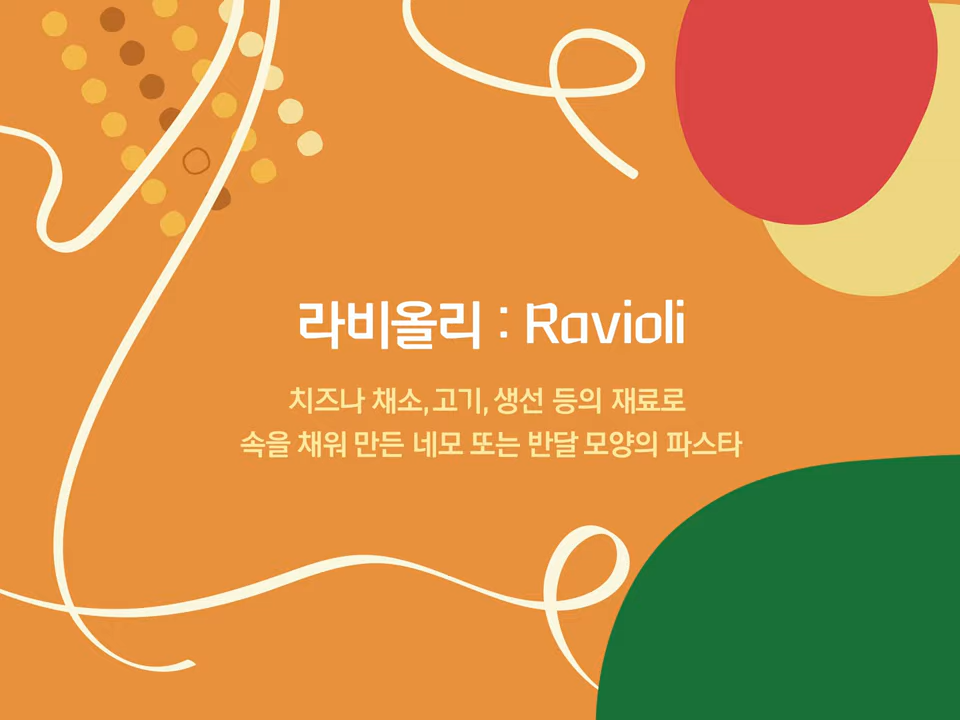 라비올리 : Ravioli
치즈나 채소, 고기, 생선 등의 재료로
속을 채워 만든 네모 또는 반달 모양의 파스타